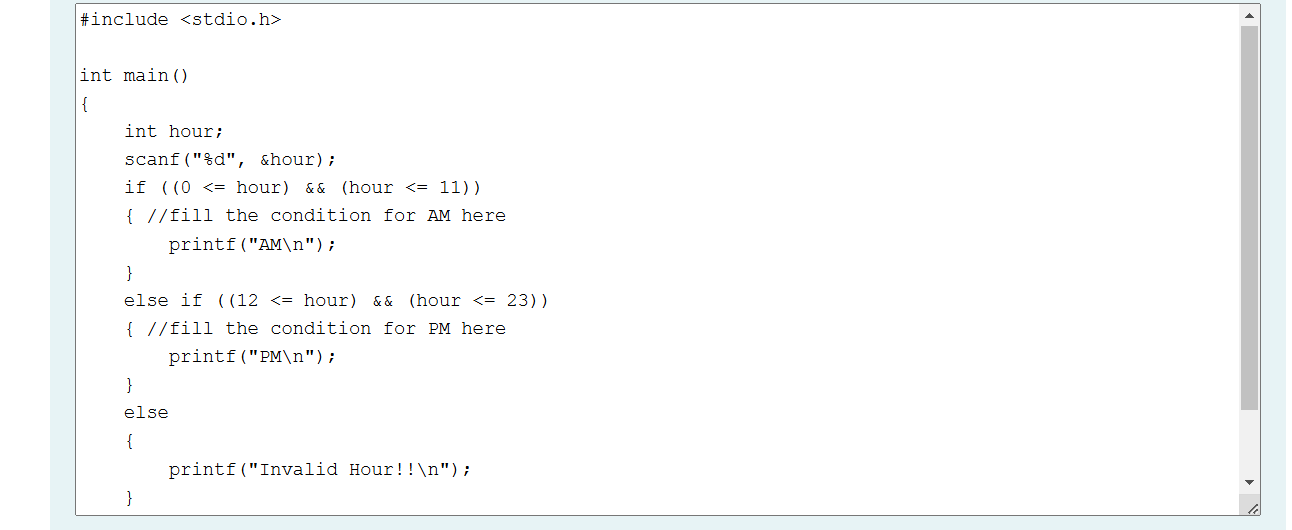 #include <stdio.h>
int main()
{
int hour;
scanf("%d", &hour);
if ((0 <= hour) && (hour <= 11))
{ //fill the condition for AM here
printf("AM\n");
}
else if ((12 <= hour) && (hour <= 23))
{ //fill the condition for PM here
printf("PM\n");
}
else
{
printf("Invalid Hour!!\n");
}